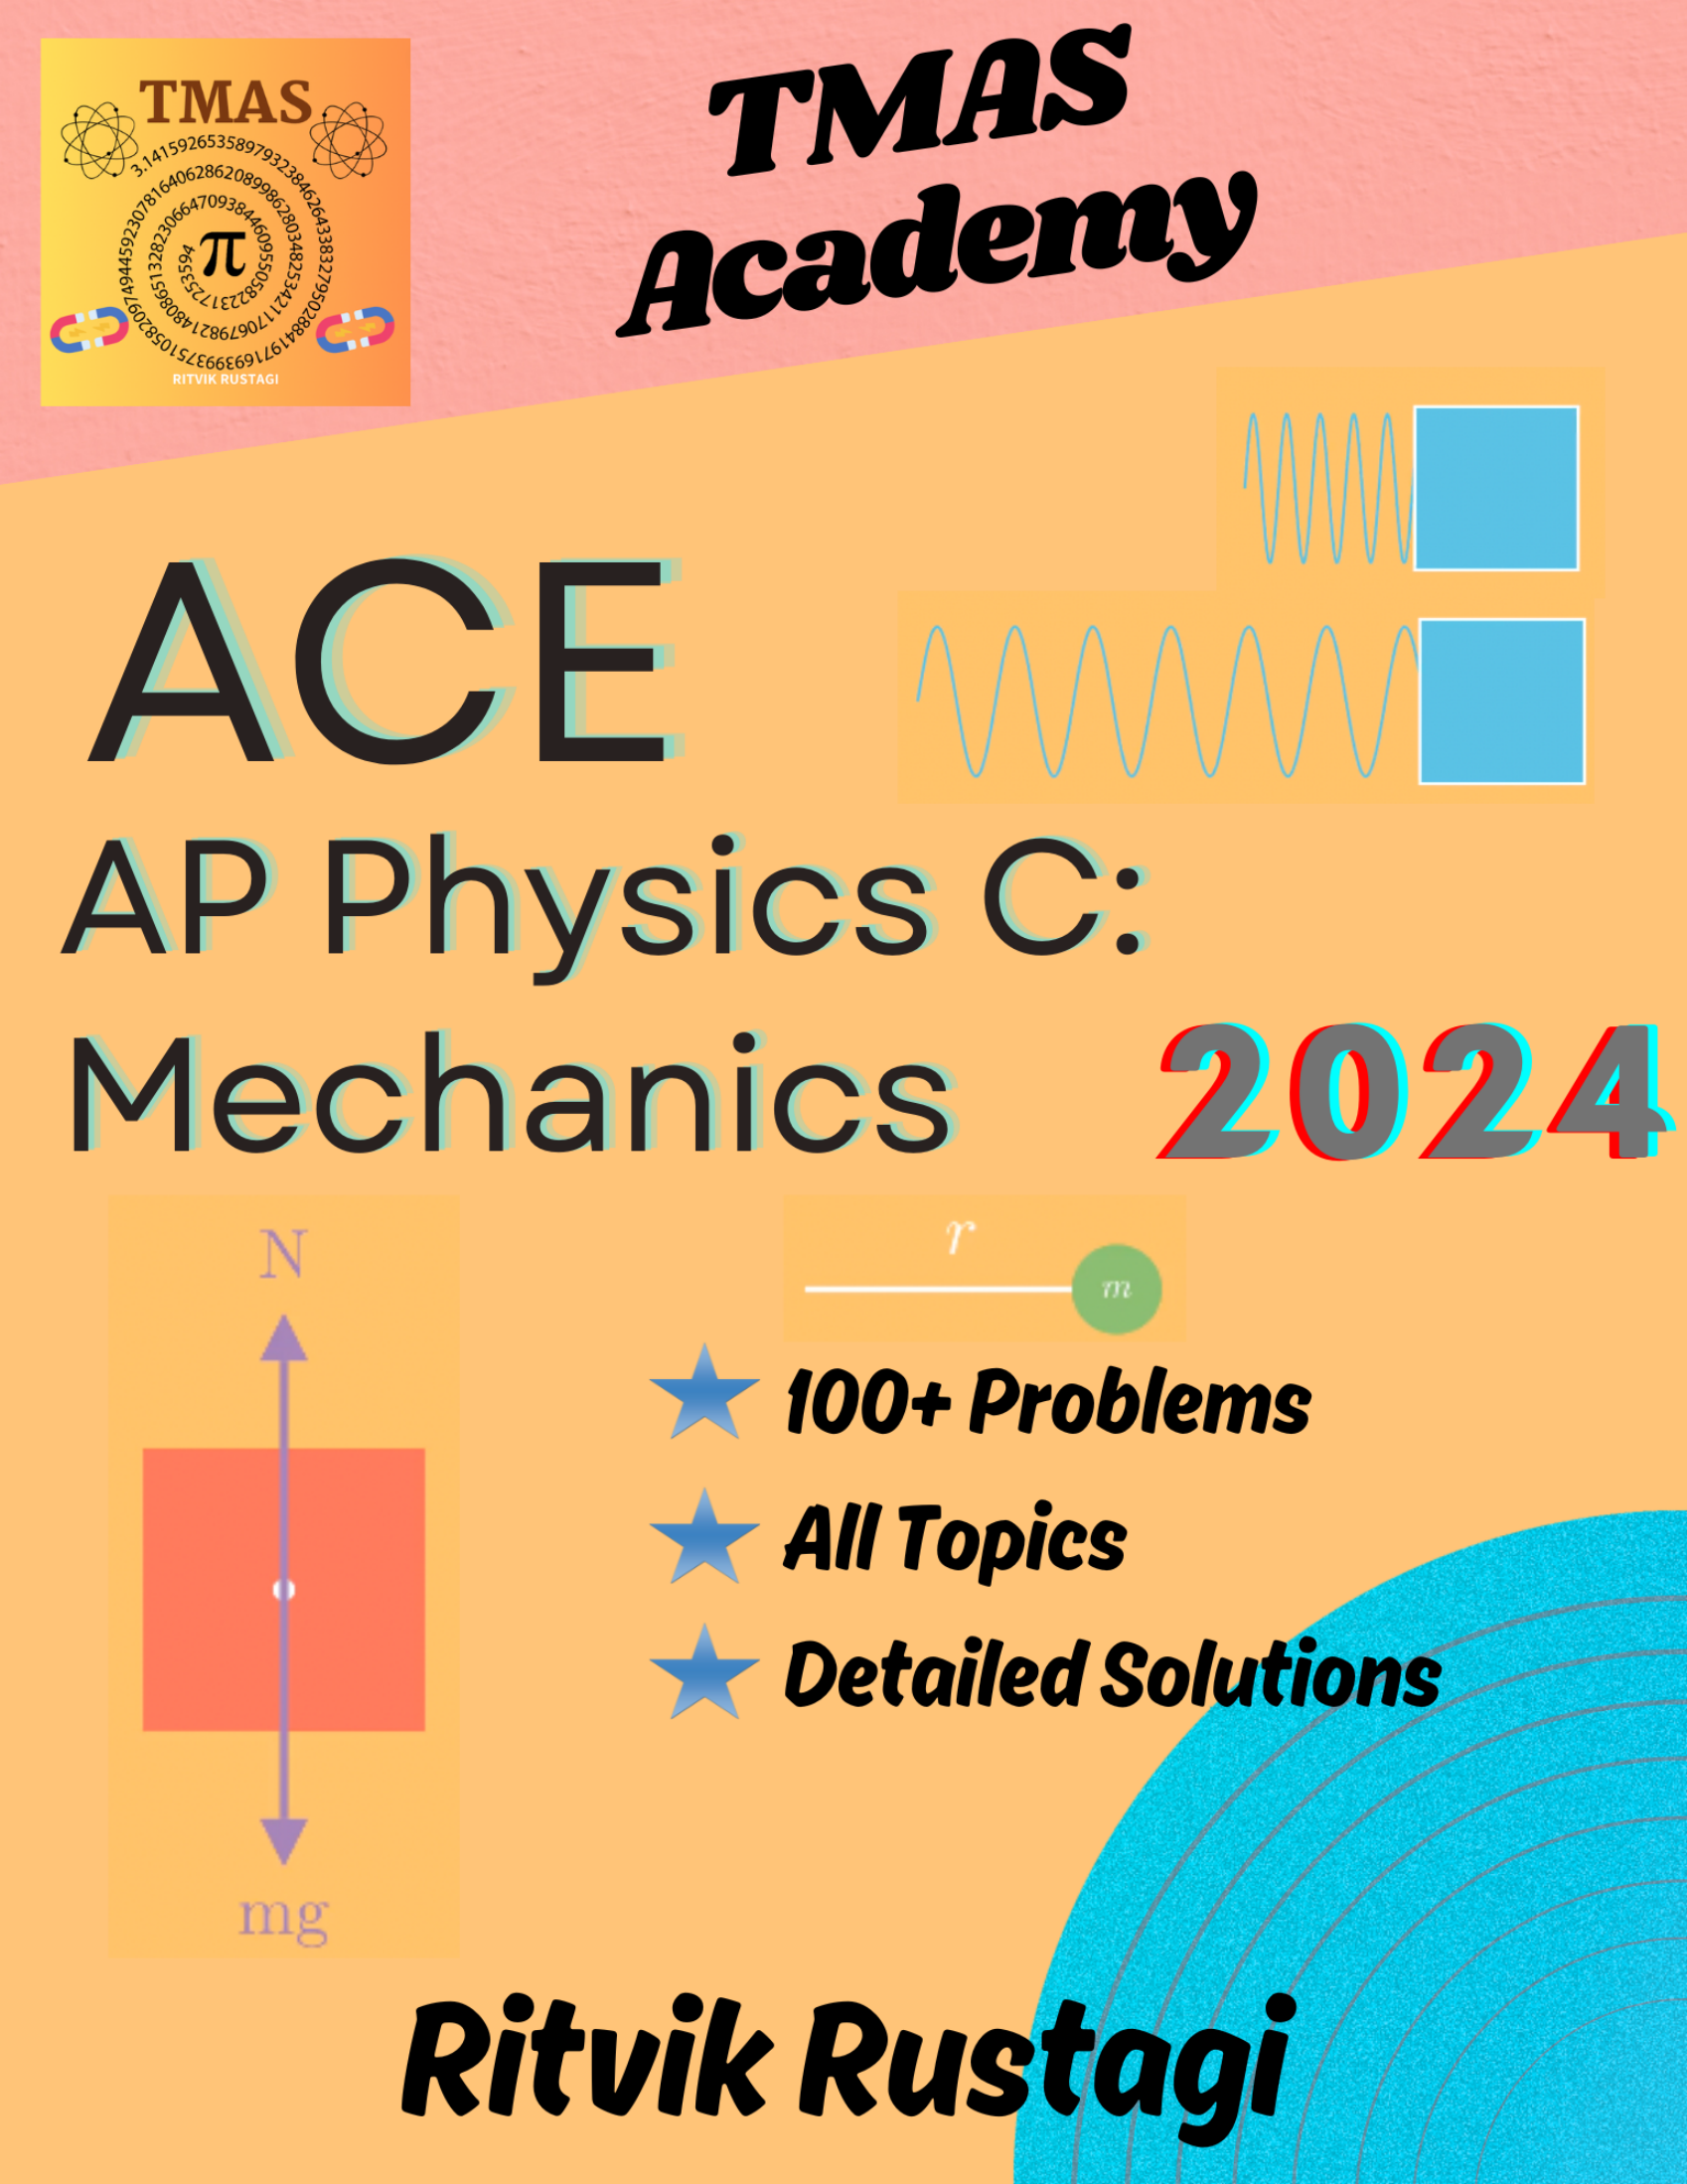 TMAS
RITVIK RUSTAGI
π
TMAS
Academy
ACE
AP Physics C:
Mechanics
2024
N
mg
r
m
100+ Problems
All Topics
Detailed Solutions
Ritvik Rustagi